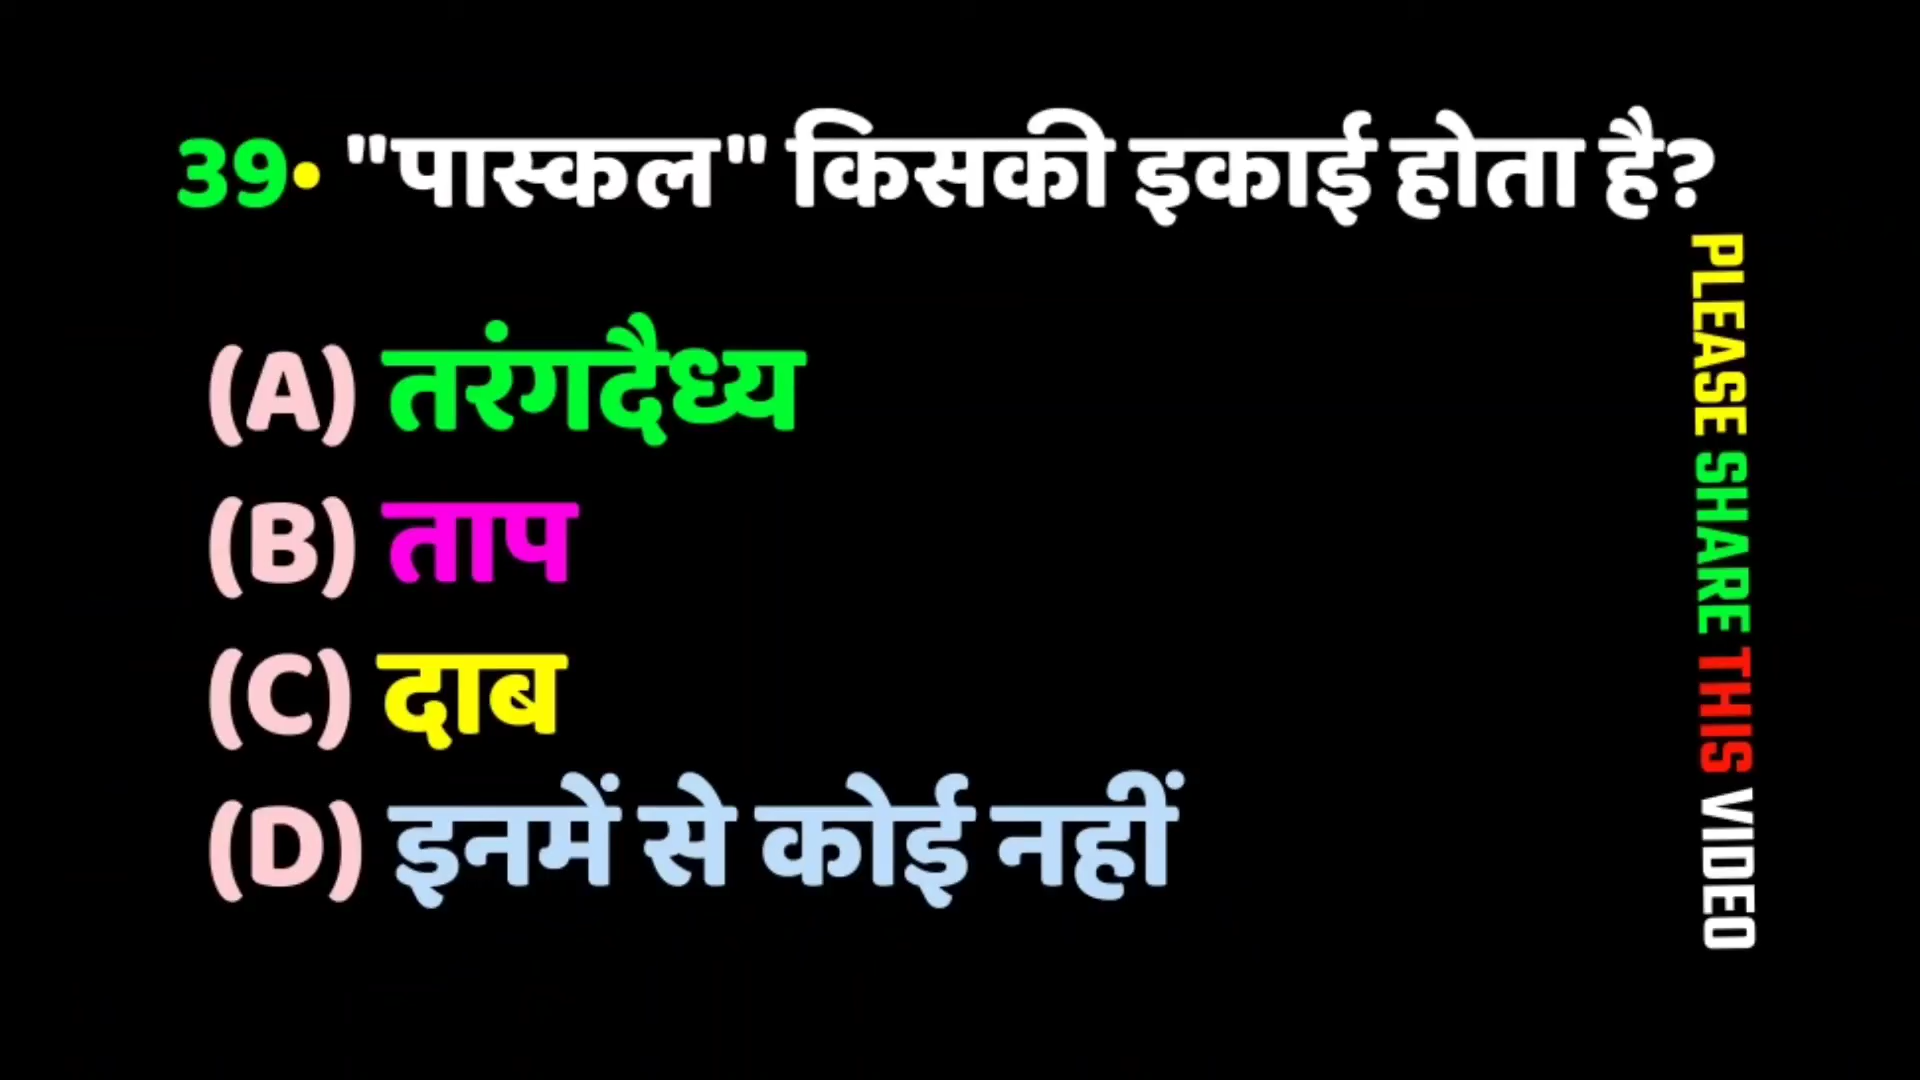 39• "पास्कल" किसकी इकाई होता है?
(A) तरंगदैध्य
(B) ताप
(C) दाब
(D) इनमें से कोई नहीं
PLEASE SHARE THIS VIDEO